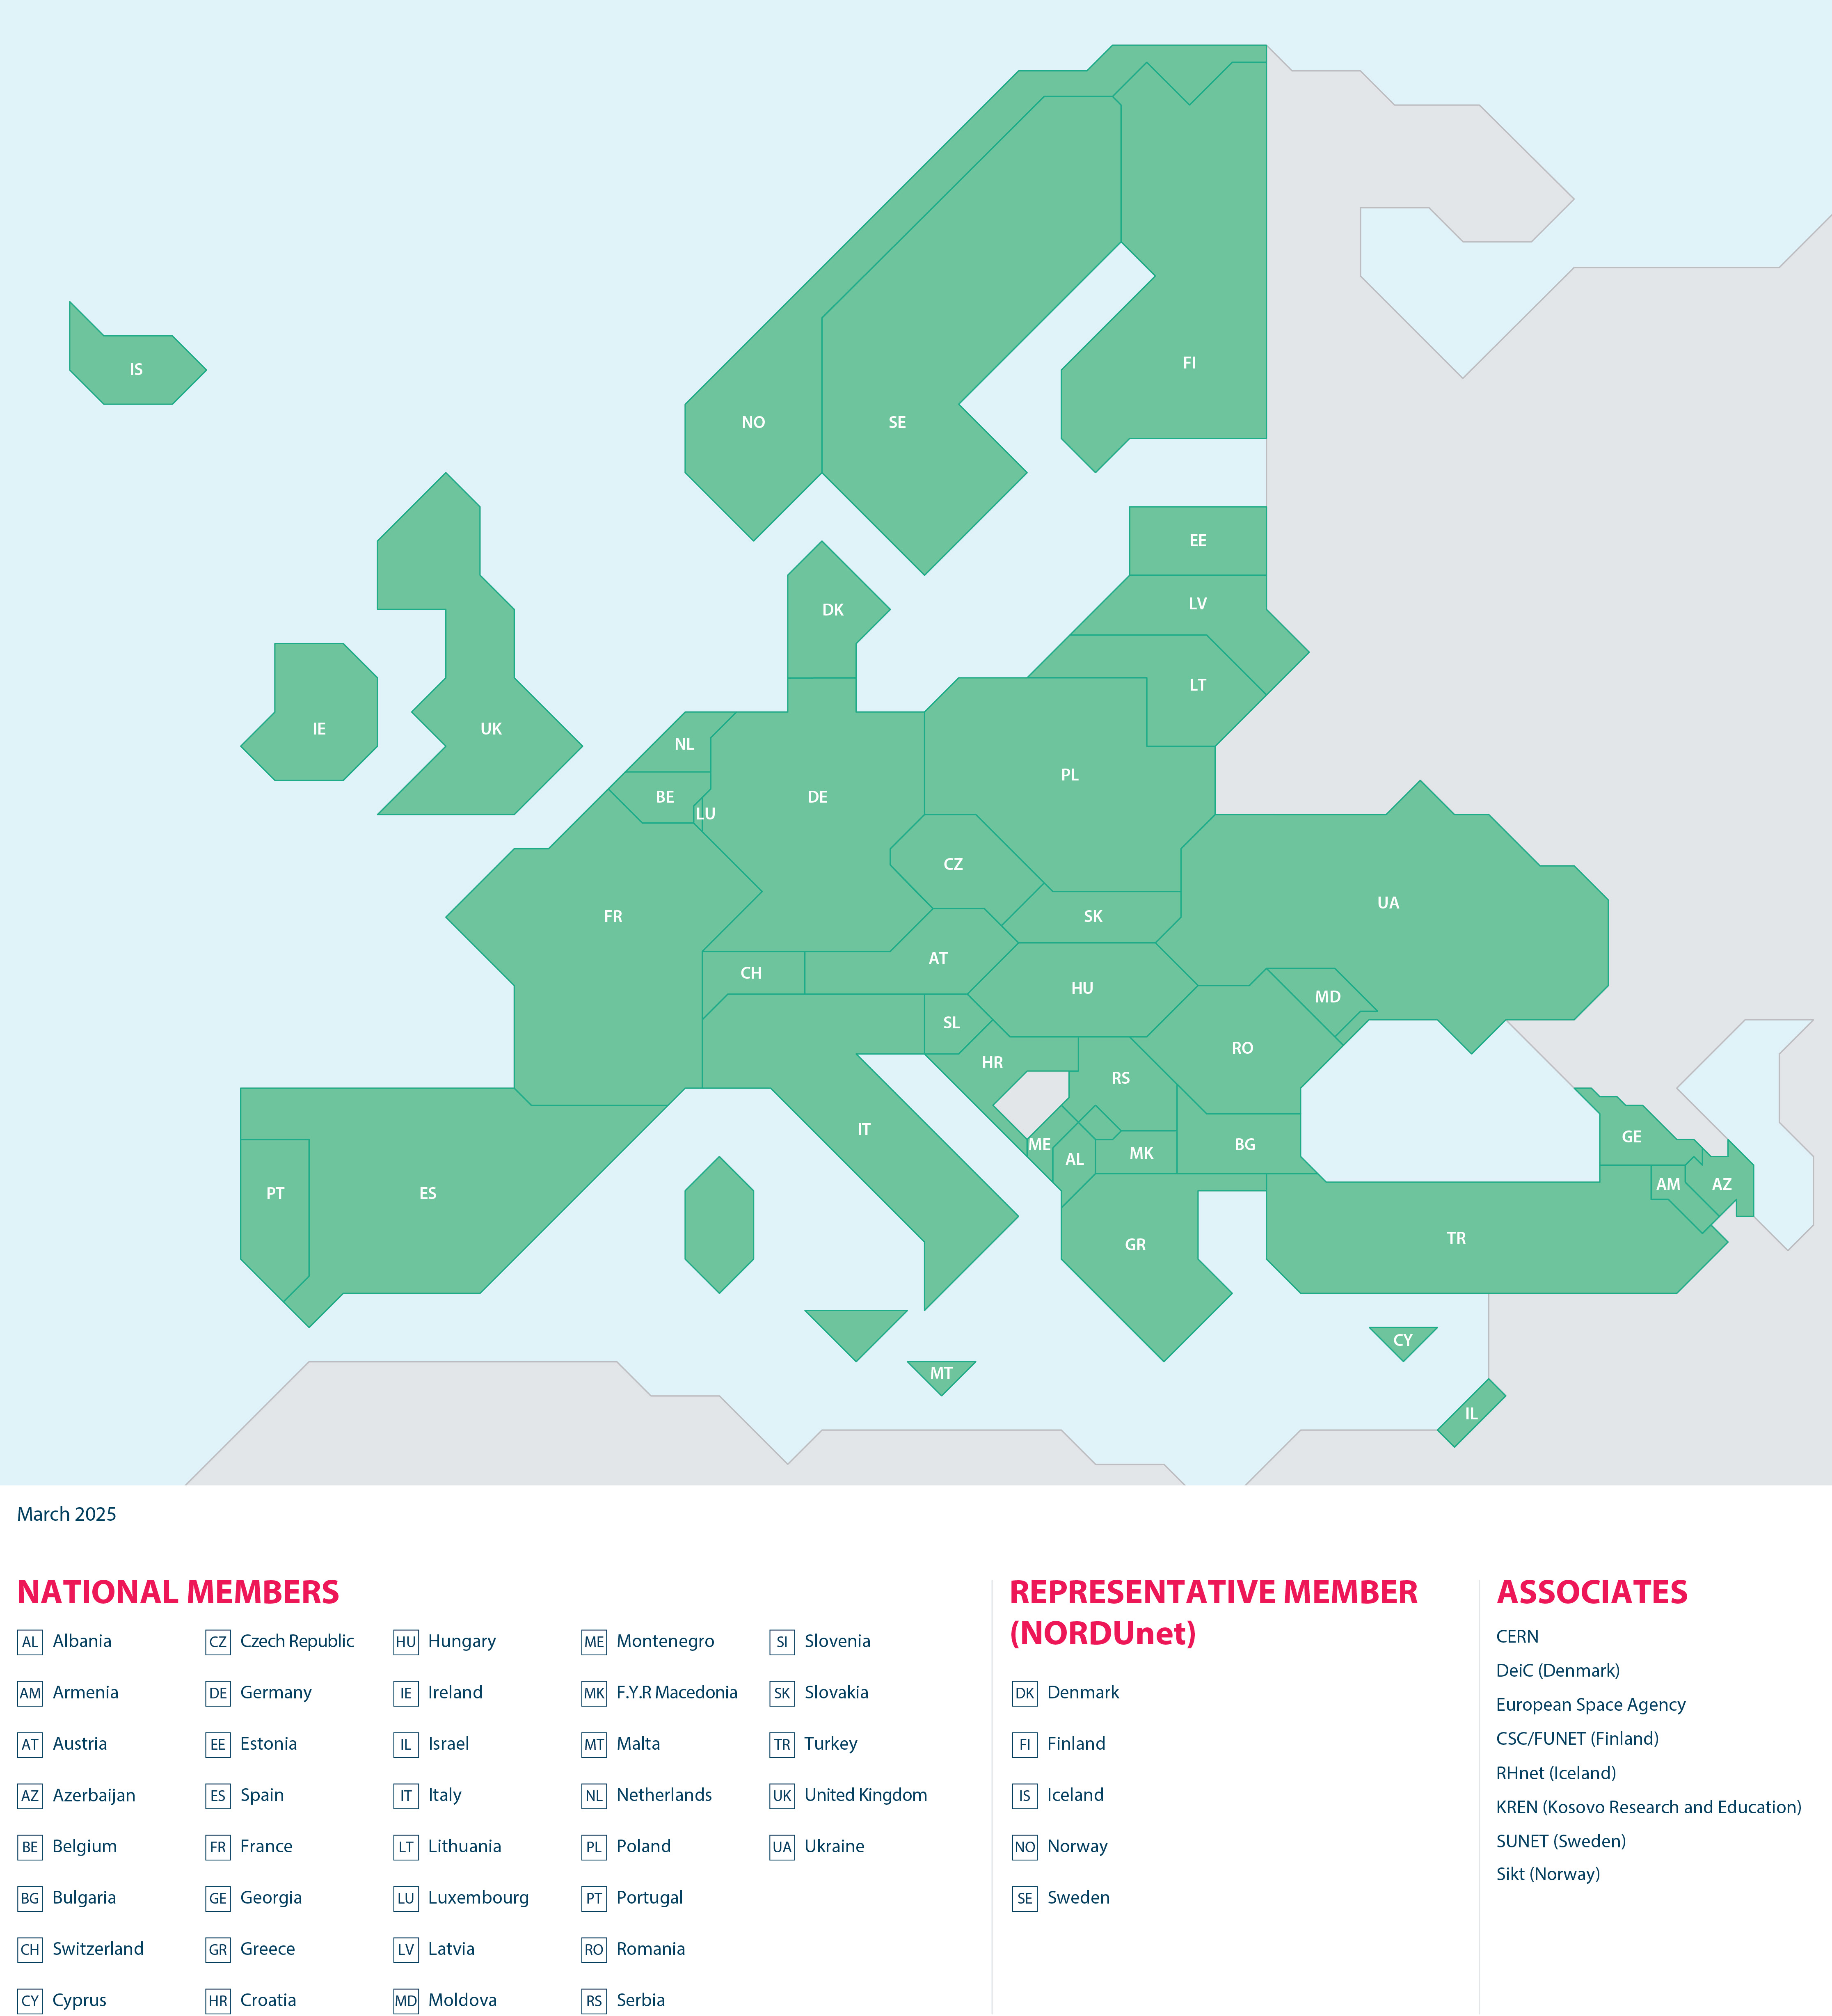 IS
NO
SE
FI
EE
DK
LV
LT
IE
UK
NL
PL
BE
DE
LU
CZ
UA
FR
SK
AT
CH
HU
MD
SL
RO
HR
RS
IT
GE
ME
BG
MK
AL
PT
ES
AM
AZ
TR
GR
CY
MT
IL
March 2025
NATIONAL MEMBERS
AL Albania
AM Armenia
AT Austria
AZ Azerbaijan
BE Belgium
BG Bulgaria
CH Switzerland
CY Cyprus
CZ Czech Republic
DE Germany
EE Estonia
ES Spain
FR France
GE Georgia
GR Greece
HR Croatia
HU Hungary
IE Ireland
IL Israel
IT Italy
LT Lithuania
LU Luxembourg
LV Latvia
MD Moldova
ME Montenegro
MK F.Y.R Macedonia
MT Malta
NL Netherlands
PL Poland
PT Portugal
RO Romania
RS Serbia
SI Slovenia
SK Slovakia
TR Turkey
UK United Kingdom
UA Ukraine
REPRESENTATIVE MEMBER
(NORDUnet)
DK Denmark
FI Finland
IS Iceland
NO Norway
SE Sweden
ASSOCIATES
CERN
DeiC (Denmark)
European Space Agency
CSC/FUNET (Finland)
RHnet (Iceland)
KREN (Kosovo Research and Education)
SUNET (Sweden)
Sikt (Norway)